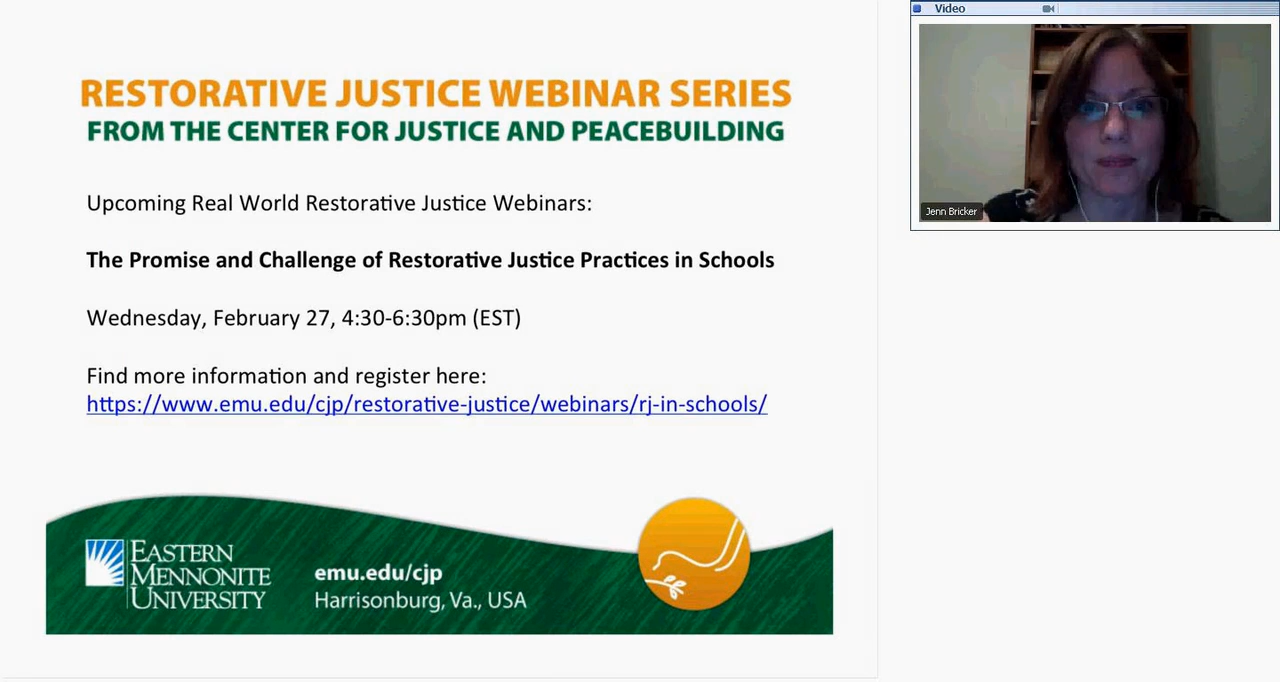 RESTORATIVE JUSTICE WEBINAR SERIES
FROM THE CENTER FOR JUSTICE AND PEACEBUILDING
Upcoming Real World Restorative Justice Webinars:
The Promise and Challenge of Restorative Justice Practices in Schools
Wednesday, February 27, 4:30-6:30pm (EST)
Find more information and register here:
https://www.emu.edu/cjp/restorative-justice/webinars/rj-in-schools/
EASTERN
MENNONITE
UNIVERSITY
emu.edu/cjp
Harrisonburg, Va., USA
Video
Jenn Bricker